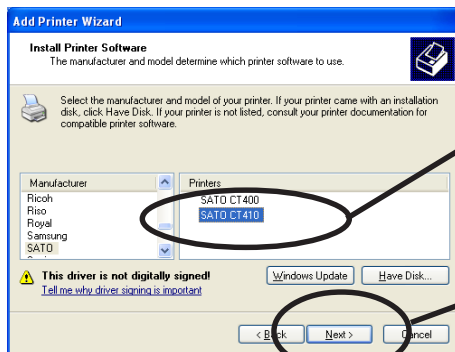 Add Printer Wizard
Install Printer Software
The manufacturer and model determine which printer software to use.
Select the manufacturer and model of your printer. If your printer came with an installation
disk, click Have Disk. If your printer is not listed, consult your printer documentation for
compatible printer software.
Manufacturer
Ricoh
Riso
Royal
Samsung
SATO
Printers
SATO CT400
SATO CT410
This driver is not digitally signed!
Tell me why driver signing is important
Windows Update
Have Disk...
< Back
Next >
Cancel